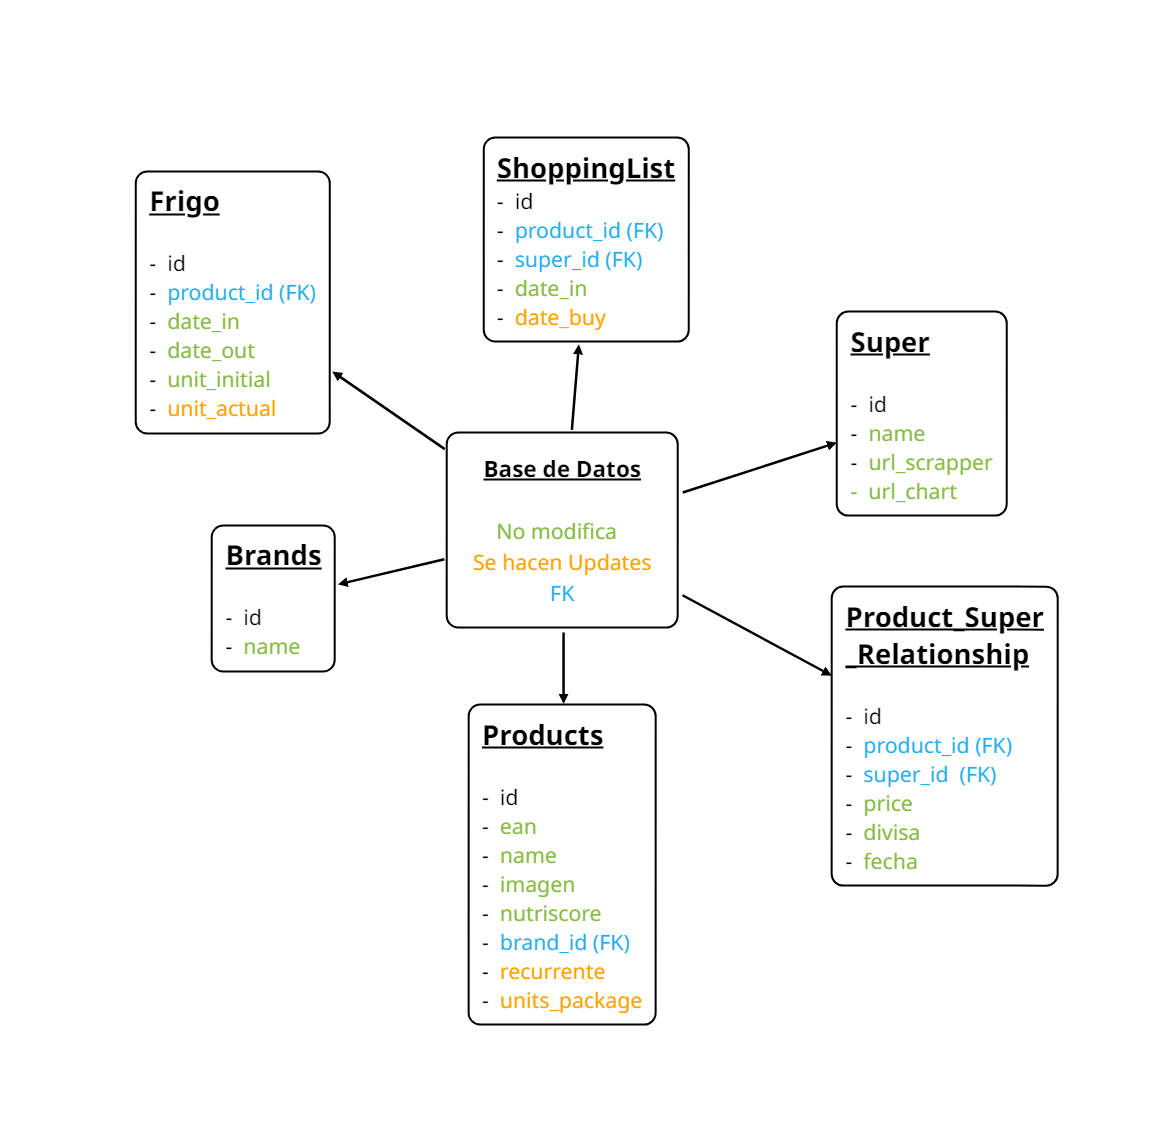 Frigo
- id
- product_id (FK)
- date_in
- date_out
- unit_initial
- unit_actual
ShoppingList
- id
- product_id (FK)
- super_id (FK)
- date_in
- date_buy
Super
- id
- name
- url_scrapper
- url_chart
Base de Datos
No modifica
Se hacen Updates
FK
Brands
- id
- name
Product_Super
_Relationship
- id
- product_id (FK)
- super_id  (FK)
- price
- divisa
- fecha
Products
- id
- ean
- name
- imagen
- nutriscore
- brand_id (FK)
- recurrente
- units_package